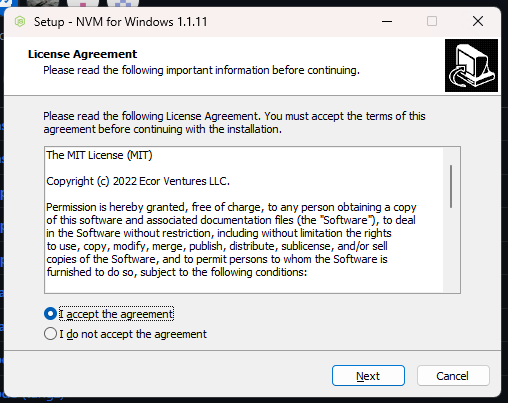 Setup - NVM for Windows 1.1.11
License Agreement
Please read the following important information before continuing.
Please read the following License Agreement. You must accept the terms of this
agreement before continuing with the installation.
The MIT License (MIT)
Copyright (c) 2022 Ecor Ventures LLC.
Permission is hereby granted, free of charge, to any person obtaining a copy
of this software and associated documentation files (the "Software"), to deal
in the Software without restriction, including without limitation the rights
to use, copy, modify, merge, publish, distribute, sublicense, and/or sell
copies of the Software, and to permit persons to whom the Software is
furnished to do so, subject to the following conditions:
I accept the agreement
I do not accept the agreement
Next
Cancel